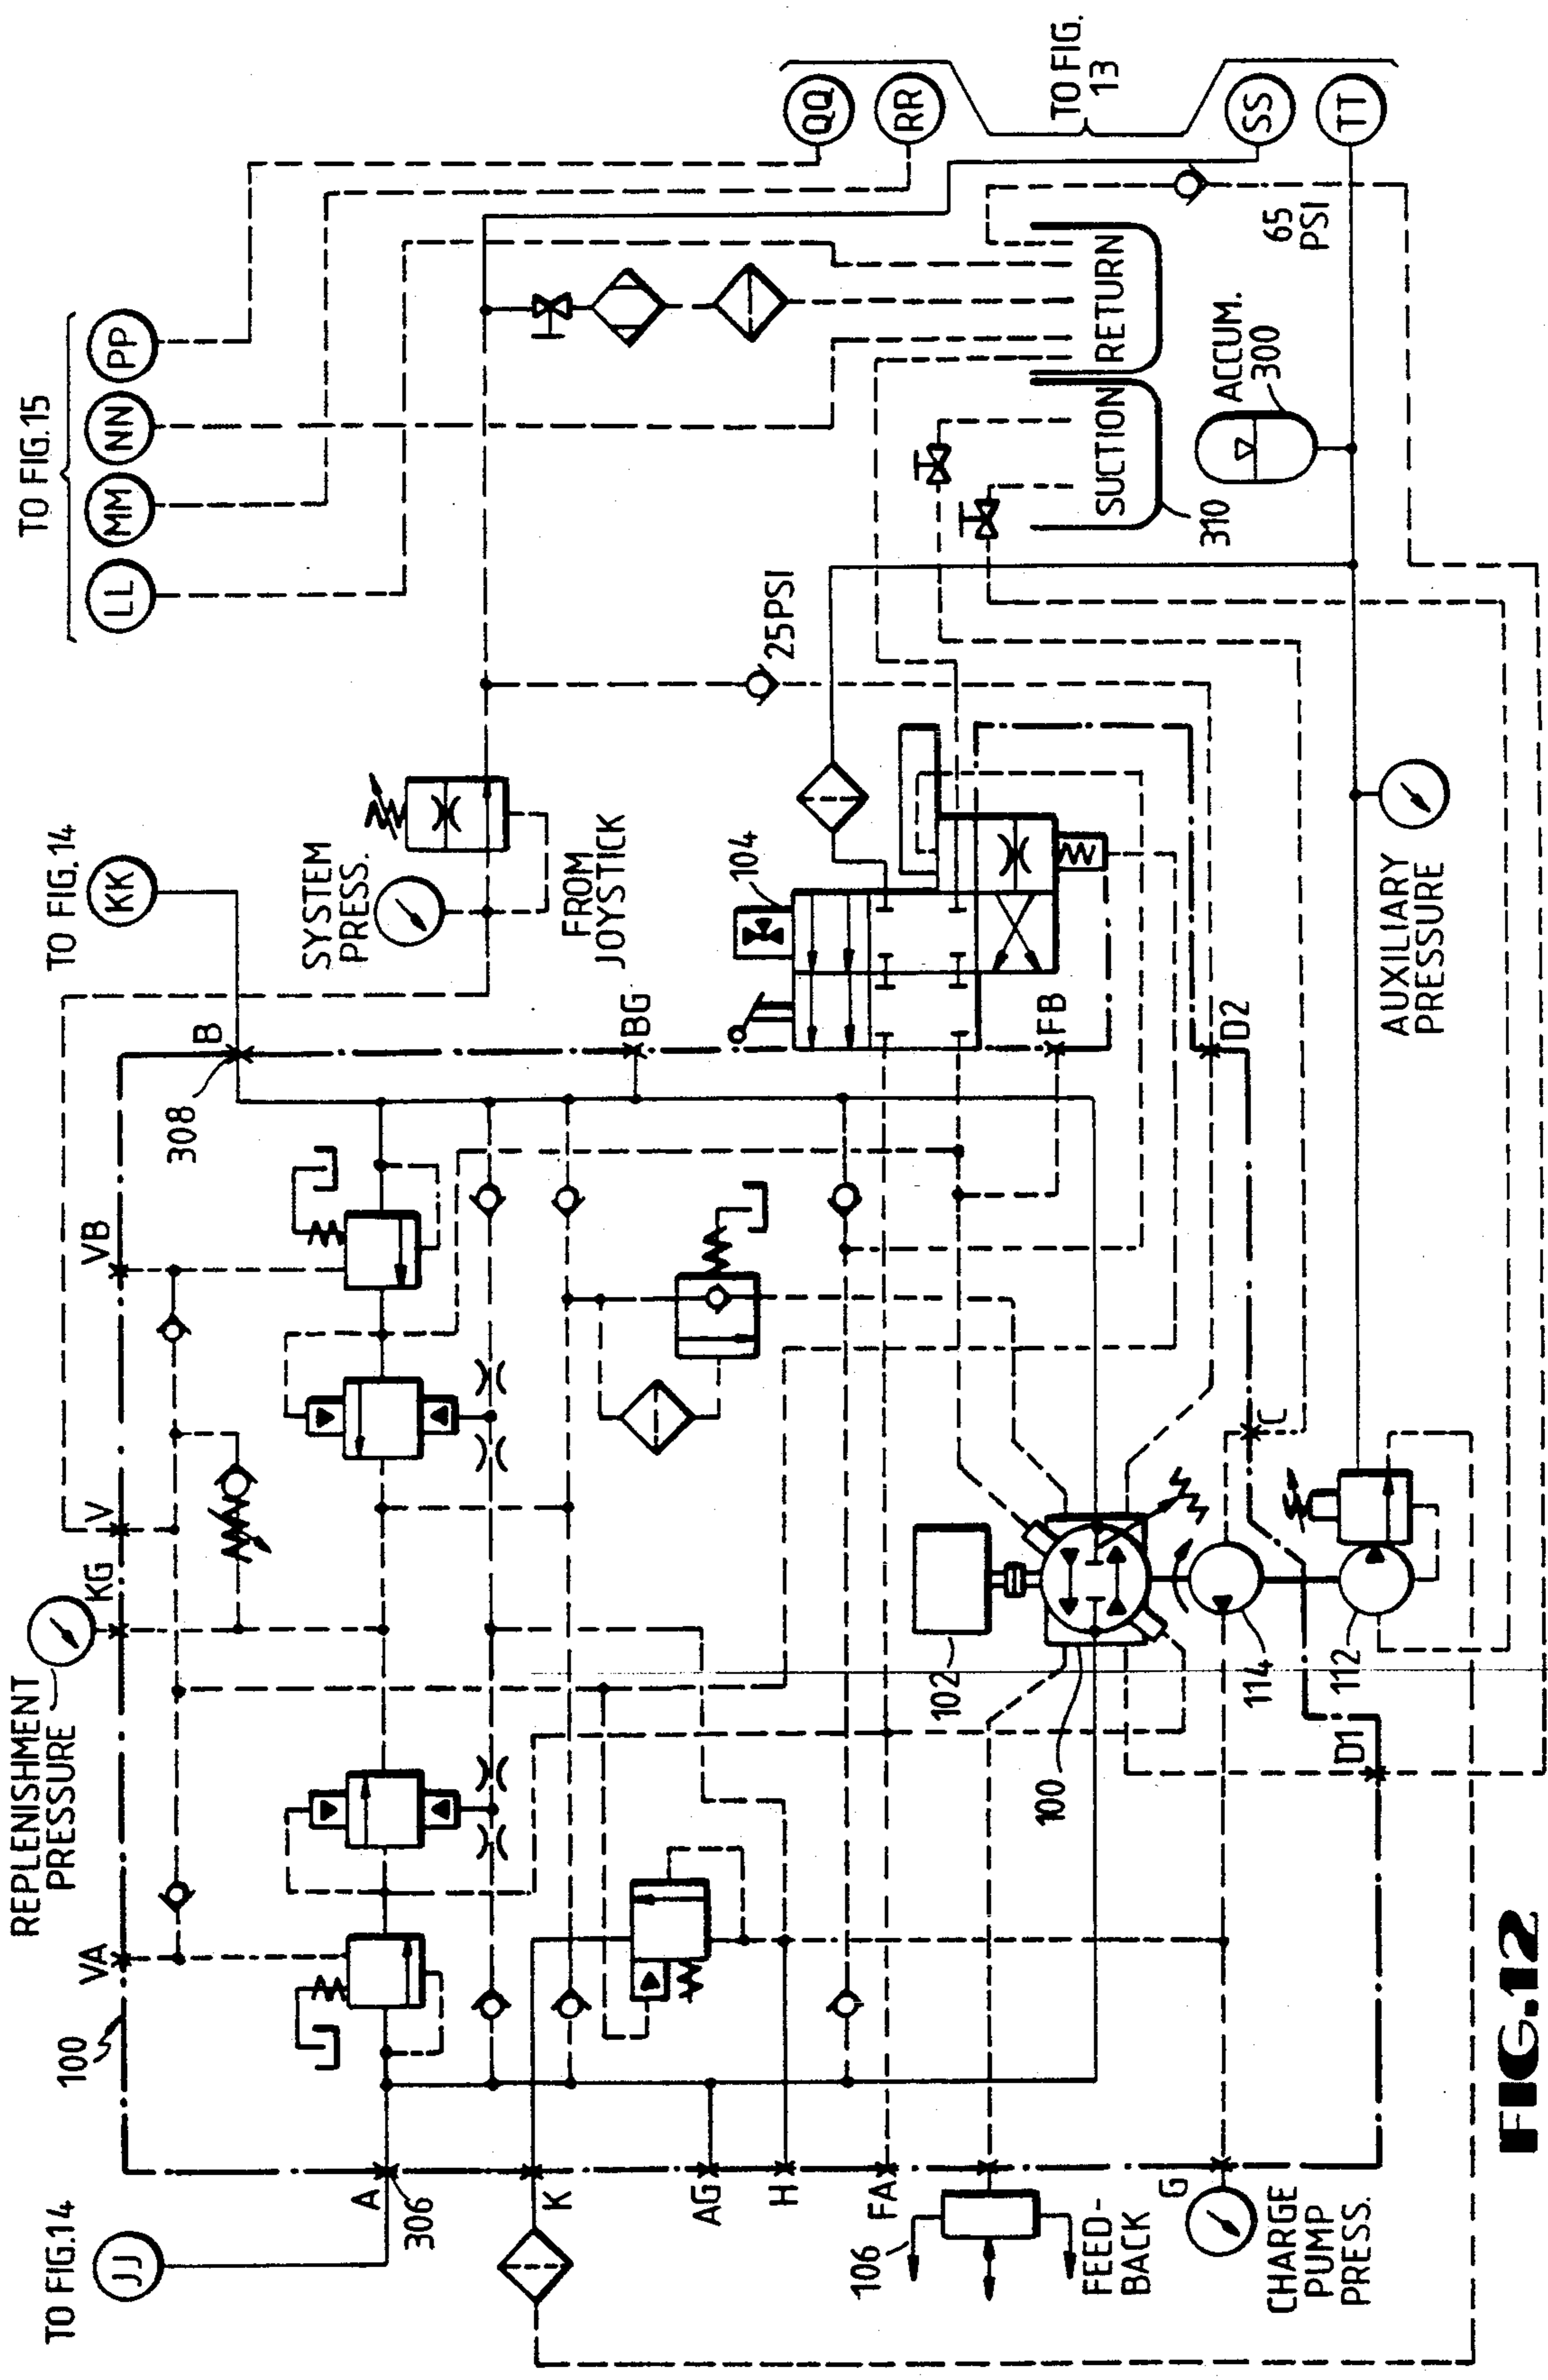 TO FIG.14
JJ
A
306
K
AG
H
FA
106
FEED-
BACK
G
CHARGE
PUMP
PRESS.
100
VA
REPLENISHMENT
PRESSURE
KG
V
VB
308
B
BG
FB
D2
C
D1
102
100
114
112
TO FIG.14
KK
SYSTEM
PRESS.
FROM
JOYSTICK
104
25PSI
AUXILIARY
PRESSURE
TO FIG.15
LL
MM
NN
PP
SUCTION
RETURN
310
ACCUM.
300
65
PSI
QQ
RR
SS
TT
TO FIG.
13
FIG.12